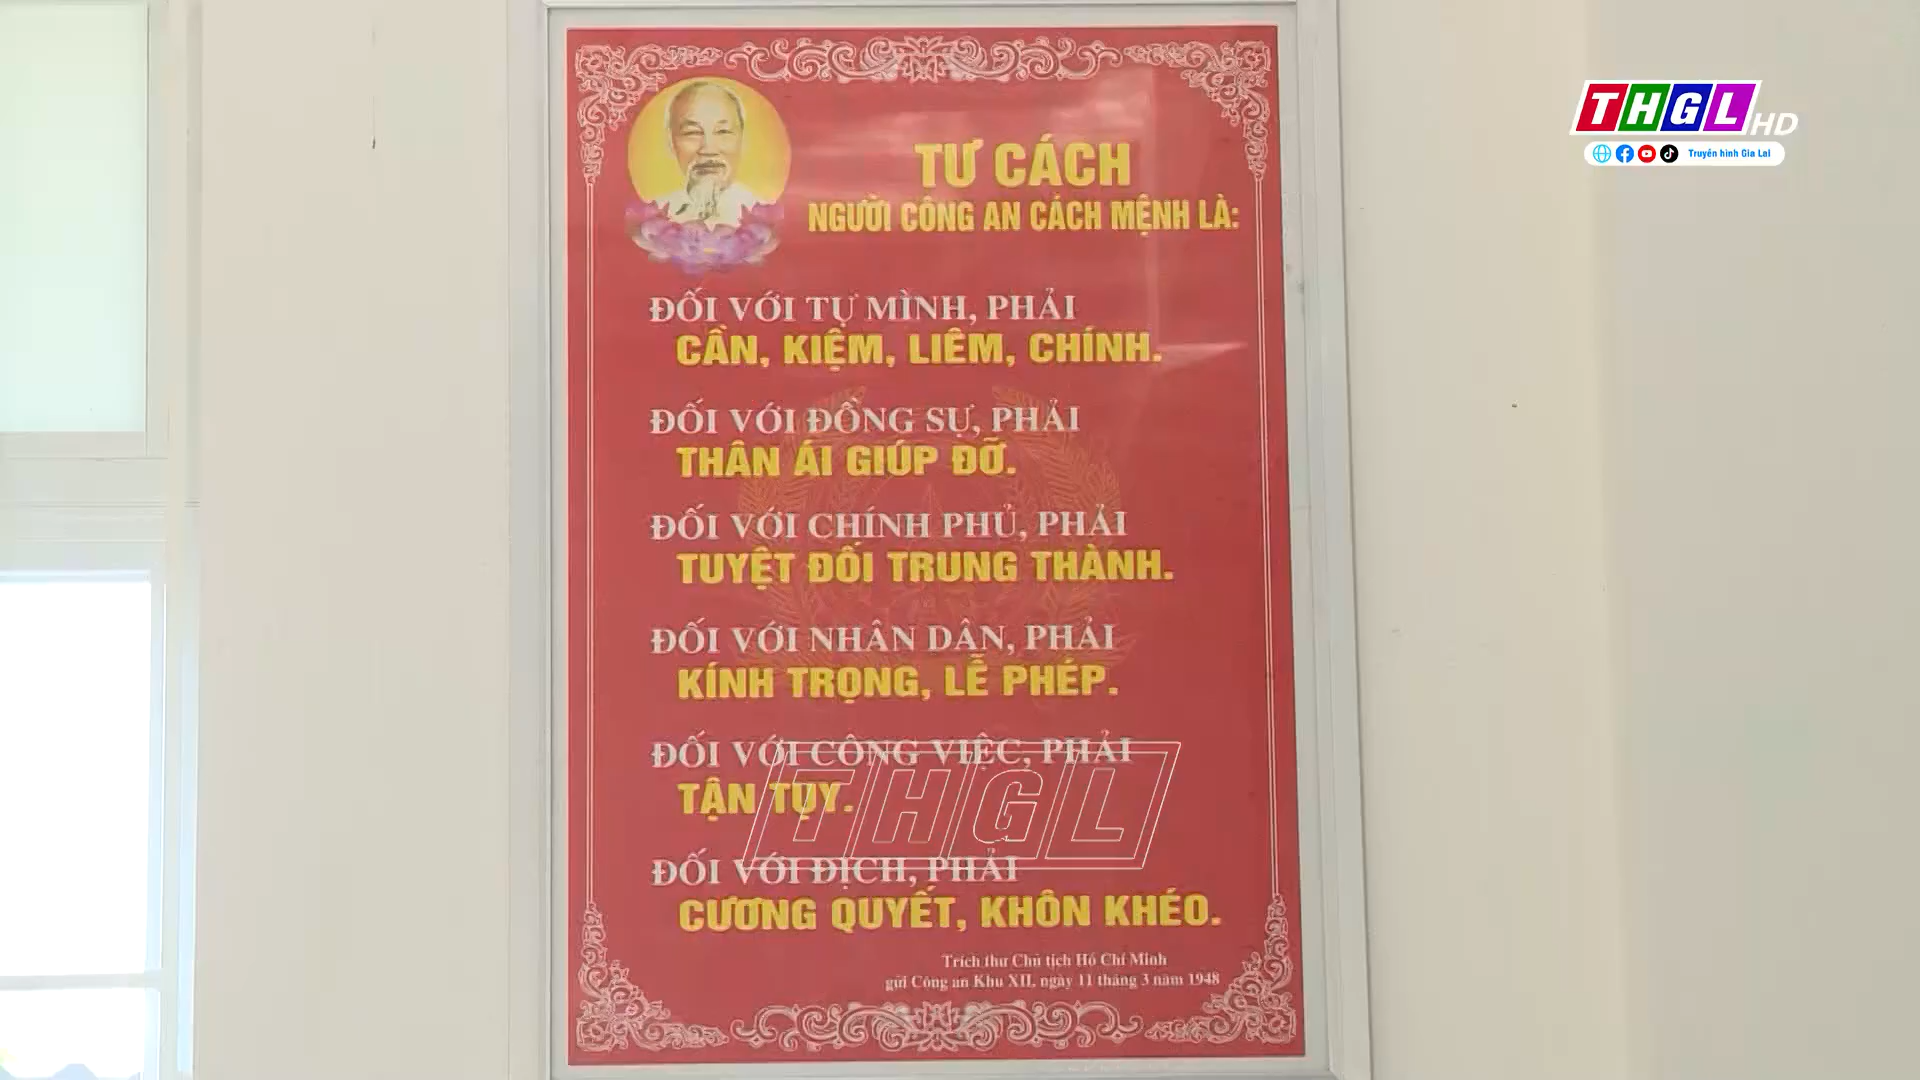 THGL HD
Truyền hình Gia Lai
TƯ CÁCH
NGƯỜI CÔNG AN CÁCH MỆNH LÀ:
ĐỐI VỚI TỰ MÌNH, PHẢI
CẦN, KIỆM, LIÊM, CHÍNH.
ĐỐI VỚI ĐỒNG SỰ, PHẢI
THÂN ÁI GIÚP ĐỠ.
ĐỐI VỚI CHÍNH PHỦ, PHẢI
TUYỆT ĐỐI TRUNG THÀNH.
ĐỐI VỚI NHÂN DÂN, PHẢI
KÍNH TRỌNG, LỄ PHÉP.
ĐỐI VỚI CÔNG VIỆC, PHẢI
TẬN TỤY.
THGL
ĐỐI VỚI ĐỊCH, PHẢI
CƯƠNG QUYẾT, KHÔN KHÉO.
Trích thư Chủ tịch Hồ Chí Minh
gửi Công an Khu XII, ngày 11 tháng 3 năm 1948